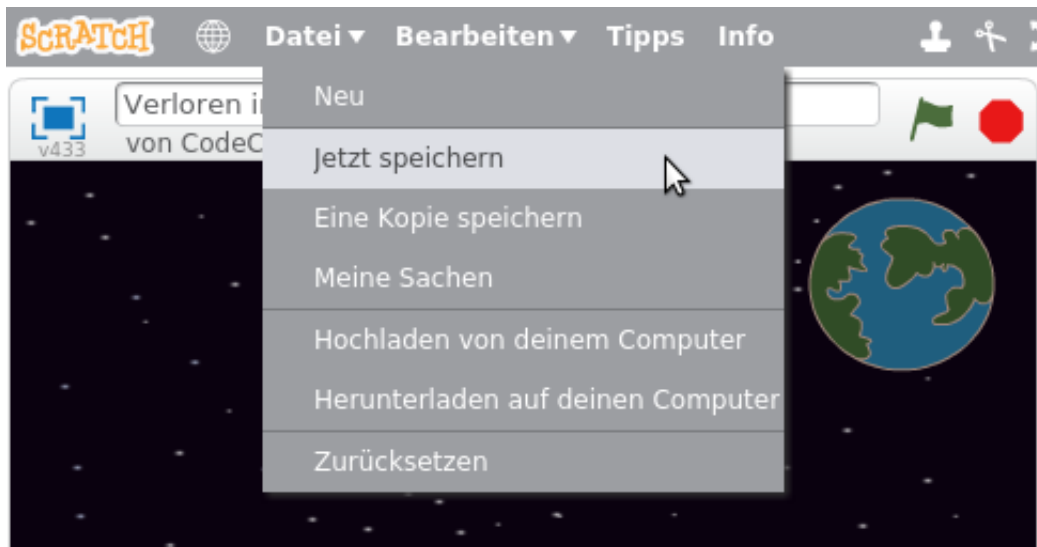 SCRATCH Datei Bearbeiten Tipps Info
Verloren
v433 von CodeC
Neu
Jetzt speichern
Eine Kopie speichern
Meine Sachen
Hochladen von deinem Computer
Herunterladen auf deinen Computer
Zurücksetzen